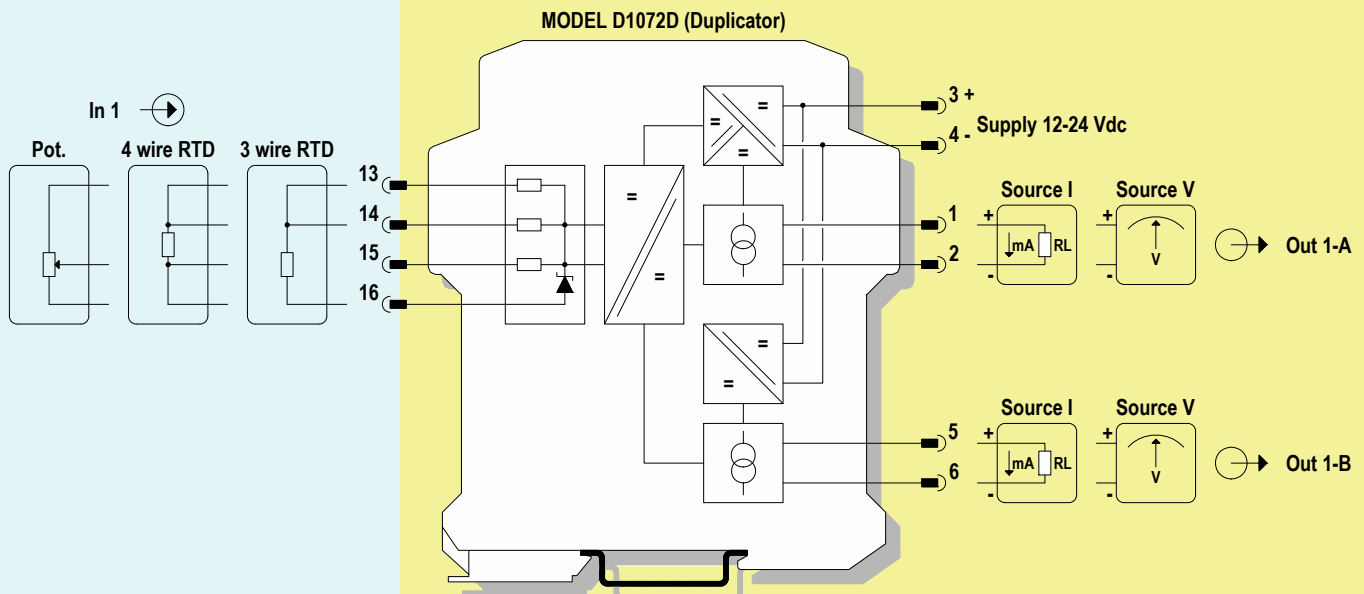 MODEL D1072D (Duplicator)
In 1
Pot.
4 wire RTD
3 wire RTD
13
14
15
16
=
=
=
=
=
=
=
3 +
4 -
Supply 12-24 Vdc
1
2
Source I
+
mA
RL
-
Source V
+
V
-
Out 1-A
5
6
Source I
+
mA
RL
-
Source V
+
V
-
Out 1-B